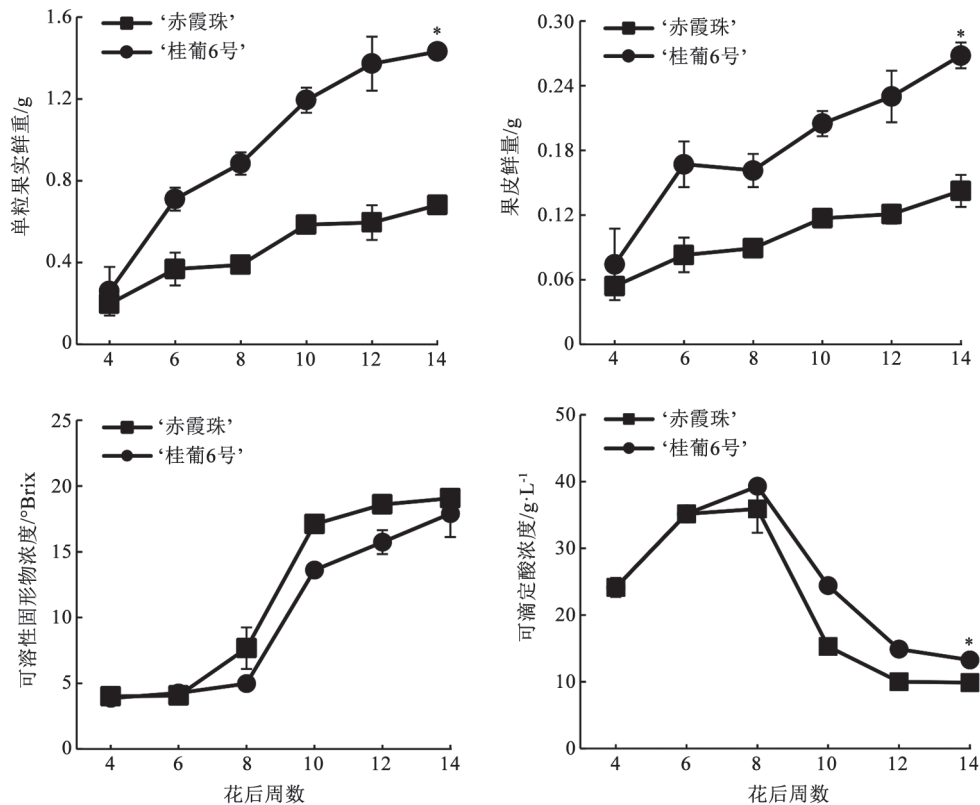 单粒果实鲜重/g
1.6
1.2
0.8
0.4
0
‘赤霞珠’
‘桂葡6号’
*
4 6 8 10 12 14
果皮鲜量/g
0.30
0.24
0.18
0.12
0.06
0
‘赤霞珠’
‘桂葡6号’
*
4 6 8 10 12 14
可溶性固形物浓度/°Brix
25
20
15
10
5
0
‘赤霞珠’
‘桂葡6号’
4 6 8 10 12 14
花后周数
可滴定酸浓度/g·L⁻¹
50
40
30
20
10
0
‘赤霞珠’
‘桂葡6号’
*
4 6 8 10 12 14
花后周数